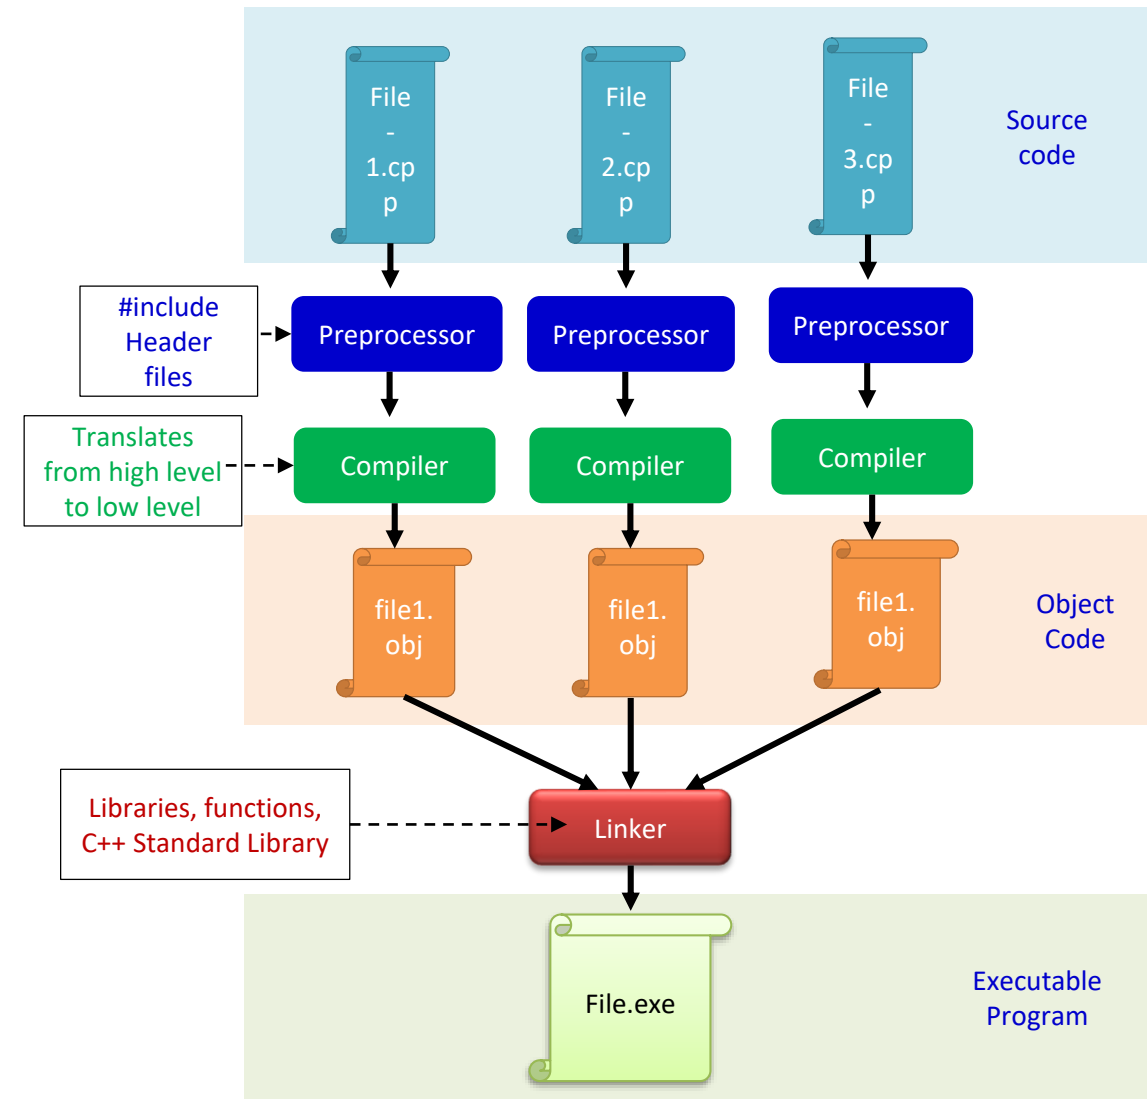 File
-
1.cp
p
File
-
2.cp
p
File
-
3.cp
p
Source
code
#include
Header
files
Preprocessor
Preprocessor
Preprocessor
Translates
from high level
to low level
Compiler
Compiler
Compiler
file1.
obj
file1.
obj
file1.
obj
Object
Code
Libraries, functions,
C++ Standard Library
Linker
File.exe
Executable
Program